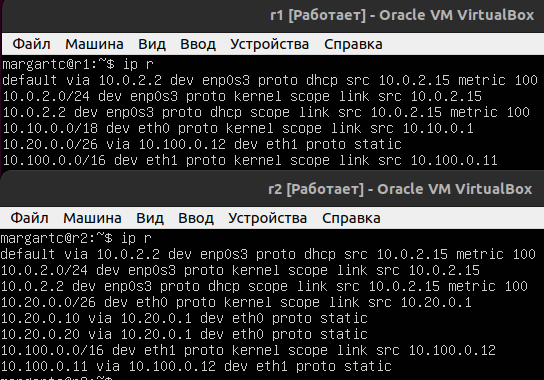 r1 [Работает] - Oracle VM VirtualBox
Файл Машина Вид Ввод Устройства Справка
margartc@r1:~$ ip r
default via 10.0.2.2 dev enp0s3 proto dhcp src 10.0.2.15 metric 100
10.0.2.0/24 dev enp0s3 proto kernel scope link src 10.0.2.15
10.0.2.2 dev enp0s3 proto dhcp scope link src 10.0.2.15 metric 100
10.10.0.0/18 dev eth0 proto kernel scope link src 10.10.0.1
10.20.0.0/26 via 10.100.0.12 dev eth1 proto static
10.100.0.0/16 dev eth1 proto kernel scope link src 10.100.0.11
r2 [Работает] - Oracle VM VirtualBox
Файл Машина Вид Ввод Устройства Справка
margartc@r2:~$ ip r
default via 10.0.2.2 dev enp0s3 proto dhcp src 10.0.2.15 metric 100
10.0.2.0/24 dev enp0s3 proto kernel scope link src 10.0.2.15
10.0.2.2 dev enp0s3 proto dhcp scope link src 10.0.2.15 metric 100
10.20.0.0/26 dev eth0 proto kernel scope link src 10.20.0.1
10.20.0.10 via 10.20.0.1 dev eth0 proto static
10.20.0.20 via 10.20.0.1 dev eth0 proto static
10.100.0.0/16 dev eth1 proto kernel scope link src 10.100.0.12
10.100.0.11 via 10.100.0.12 dev eth1 proto static